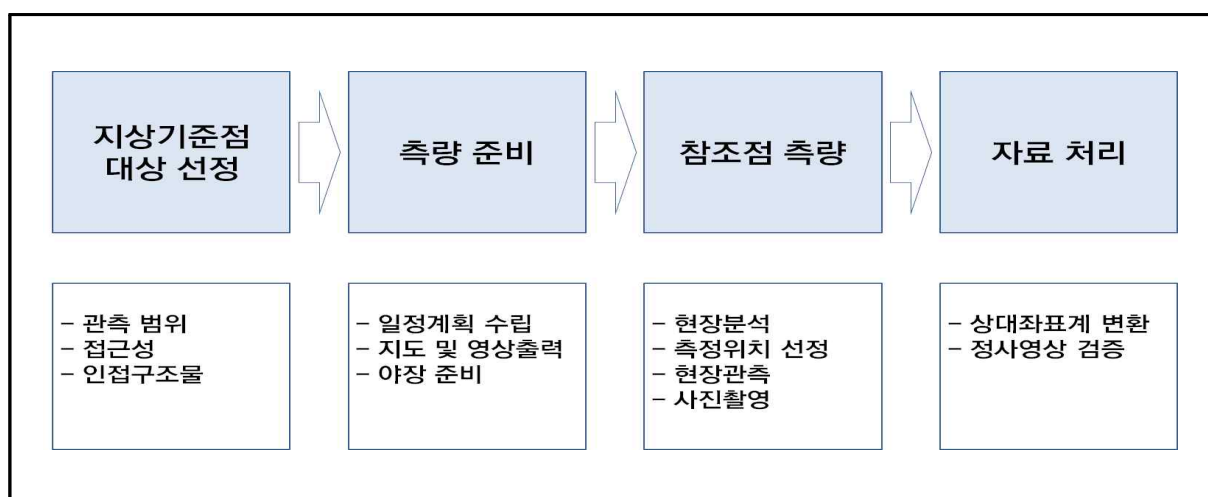 지상기준점
대상 선정
측량 준비
참조점 측량
자료 처리
– 관측 범위
– 접근성
– 인접구조물
– 일정계획 수립
– 지도 및 영상출력
– 야장 준비
– 현장분석
– 측정위치 선정
– 현장관측
– 사진촬영
– 상대좌표계 변환
– 정사영상 검증